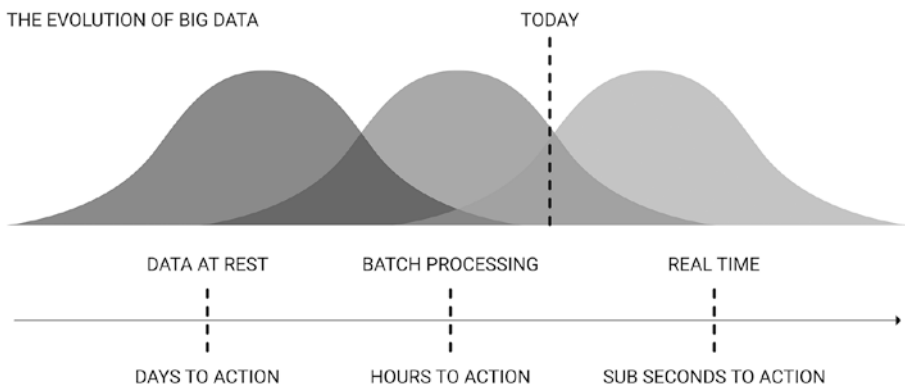 THE EVOLUTION OF BIG DATA
TODAY
DATA AT REST
BATCH PROCESSING
REAL TIME
DAYS TO ACTION
HOURS TO ACTION
SUB SECONDS TO ACTION